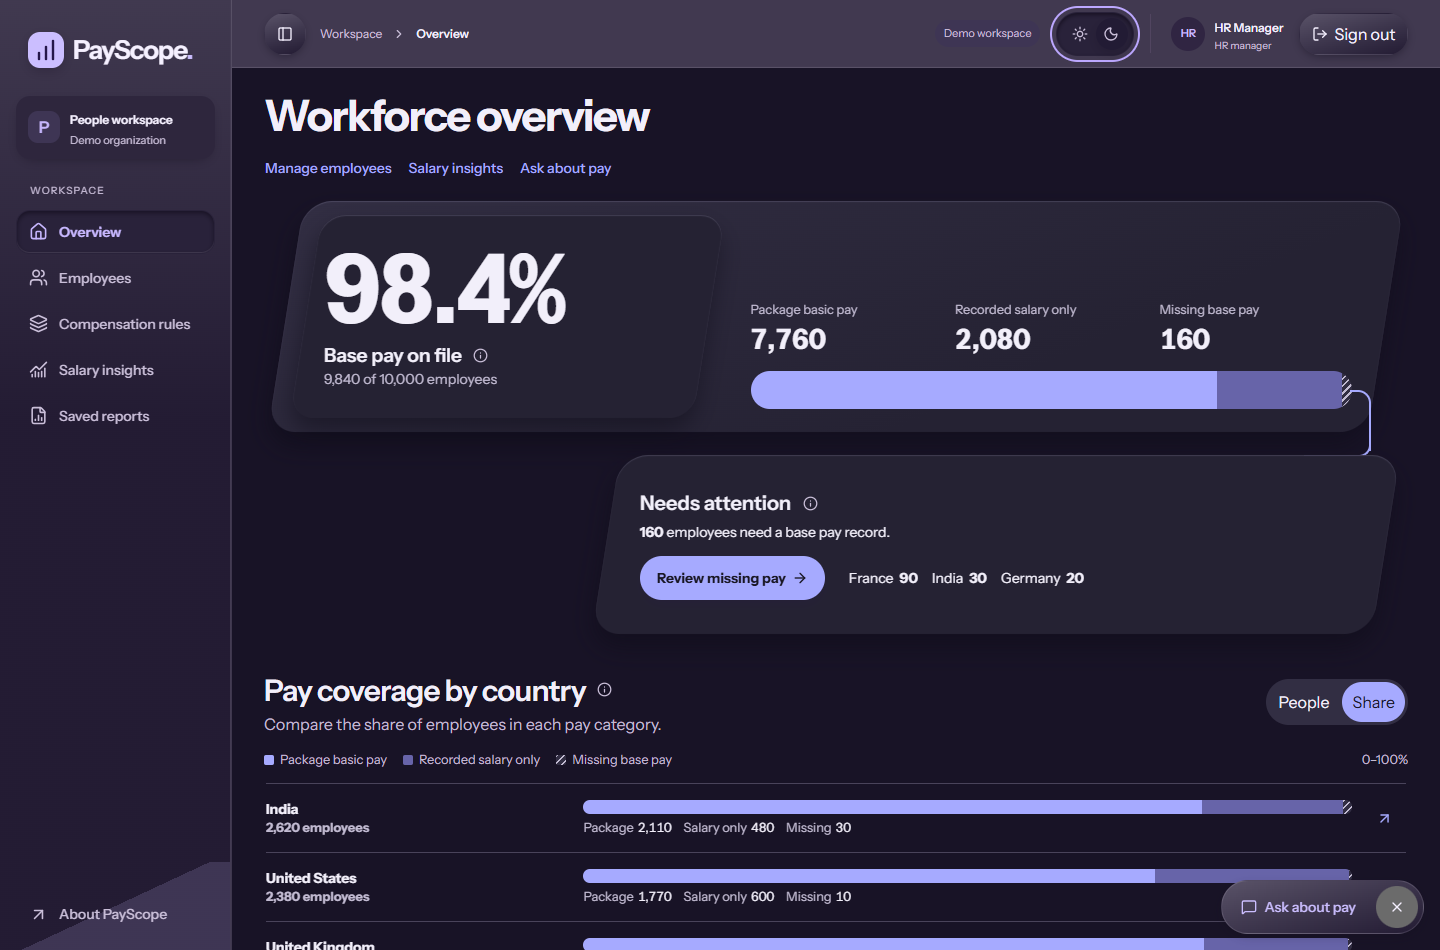 PayScope.
P
People workspace
Demo organization
WORKSPACE
Overview
Employees
Compensation rules
Salary insights
Saved reports
About PayScope
Workspace > Overview
Demo workspace
HR
HR Manager
HR manager
Sign out
Workforce overview
Manage employees Salary insights Ask about pay
98.4%
Base pay on file
9,840 of 10,000 employees
Package basic pay
7,760
Recorded salary only
2,080
Missing base pay
160
Needs attention
160 employees need a base pay record.
Review missing pay →
France 90 India 30 Germany 20
Pay coverage by country
Compare the share of employees in each pay category.
People Share
Package basic pay Recorded salary only Missing base pay
0–100%
India
2,620 employees
Package 2,110 Salary only 480 Missing 30
United States
2,380 employees
Package 1,770 Salary only 600 Missing 10
United Kingdom
Ask about pay